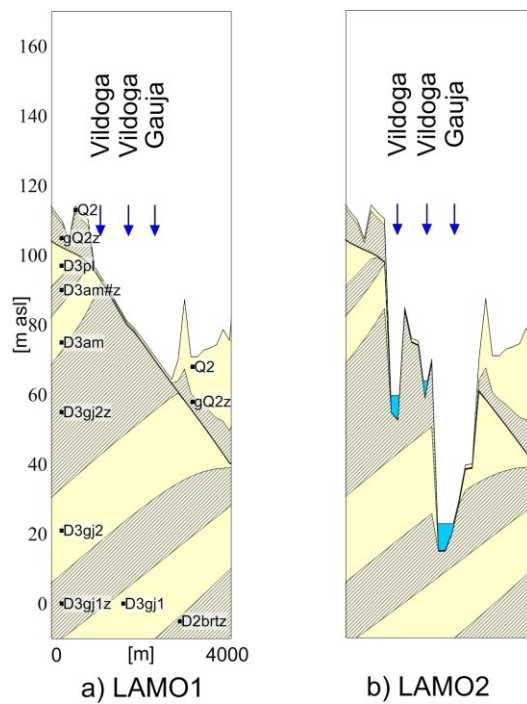 160
140
120
100
80
60
40
20
0
[m asl]
Vildoga
Vildoga
Gauja
Q2
gQ2z
D3pl
D3am#z
D3am
D3gj2z
D3gj2
D3gj1z
D3gj1
D2brtz
Q2
gQ2z
0 [m] 4000
a) LAMO1
Vildoga
Vildoga
Gauja
b) LAMO2